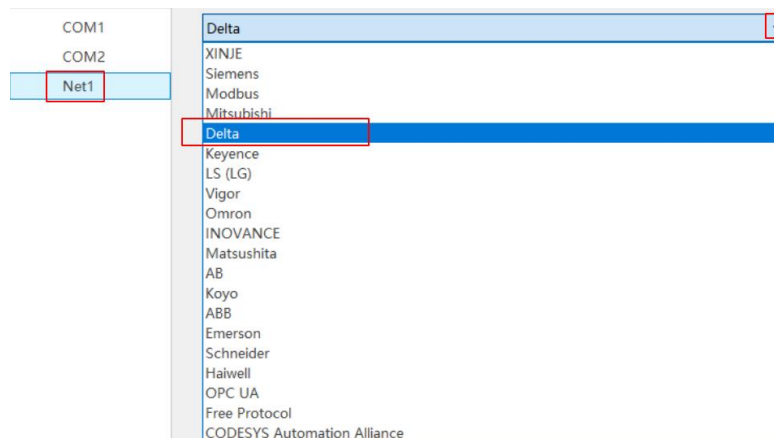 COM1
COM2
Net1
Delta
XINJE
Siemens
Modbus
Mitsubishi
Delta
Keyence
LS (LG)
Vigor
Omron
INOVANCE
Matsushita
AB
Koyo
ABB
Emerson
Schneider
Haiwell
OPC UA
Free Protocol
CODESYS Automation Alliance